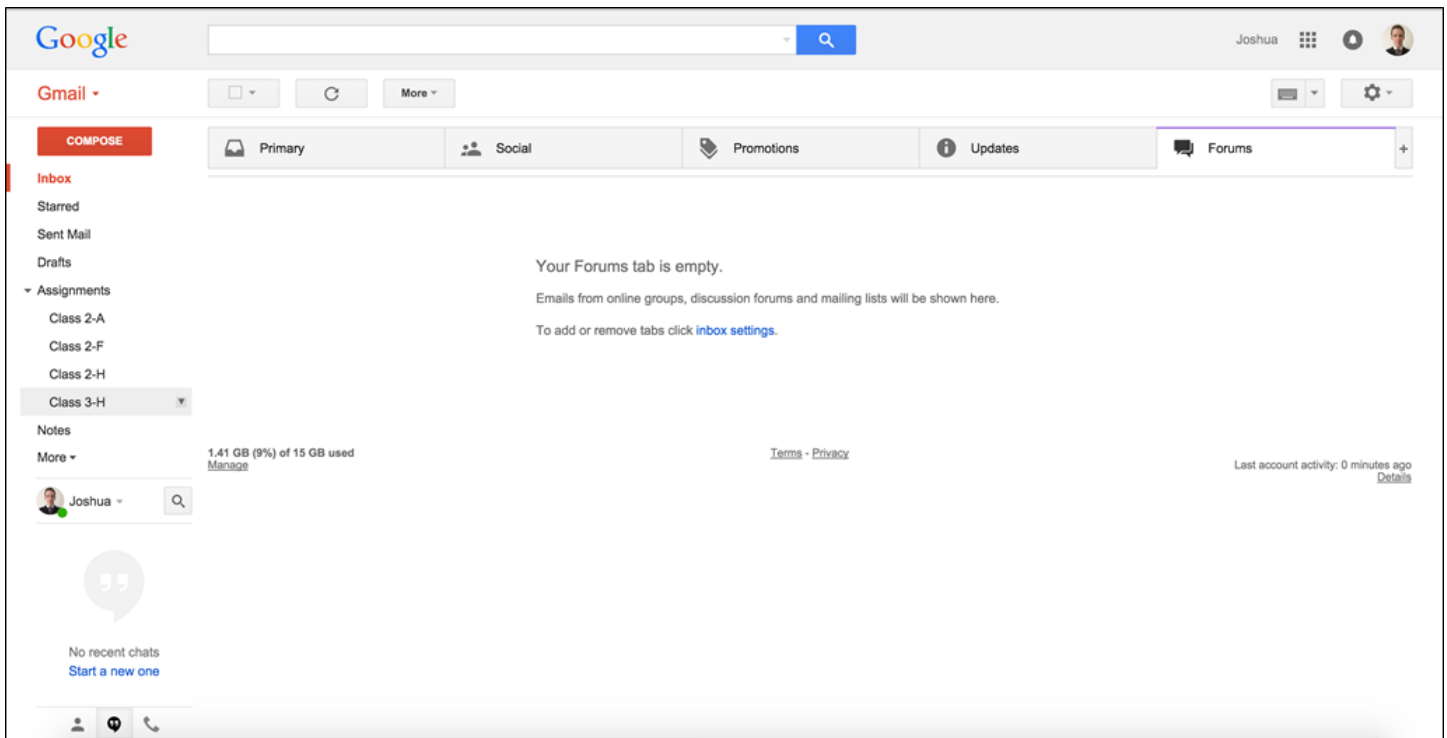 Google
Joshua
Gmail
More
COMPOSE
Primary
Social
Promotions
Updates
Forums
+
Inbox
Starred
Sent Mail
Drafts
Assignments
Class 2-A
Class 2-F
Class 2-H
Class 3-H
Notes
More
Your Forums tab is empty.
Emails from online groups, discussion forums and mailing lists will be shown here.
To add or remove tabs click inbox settings.
1.41 GB (9%) of 15 GB used
Manage
Terms - Privacy
Last account activity: 0 minutes ago
Details
Joshua
No recent chats
Start a new one